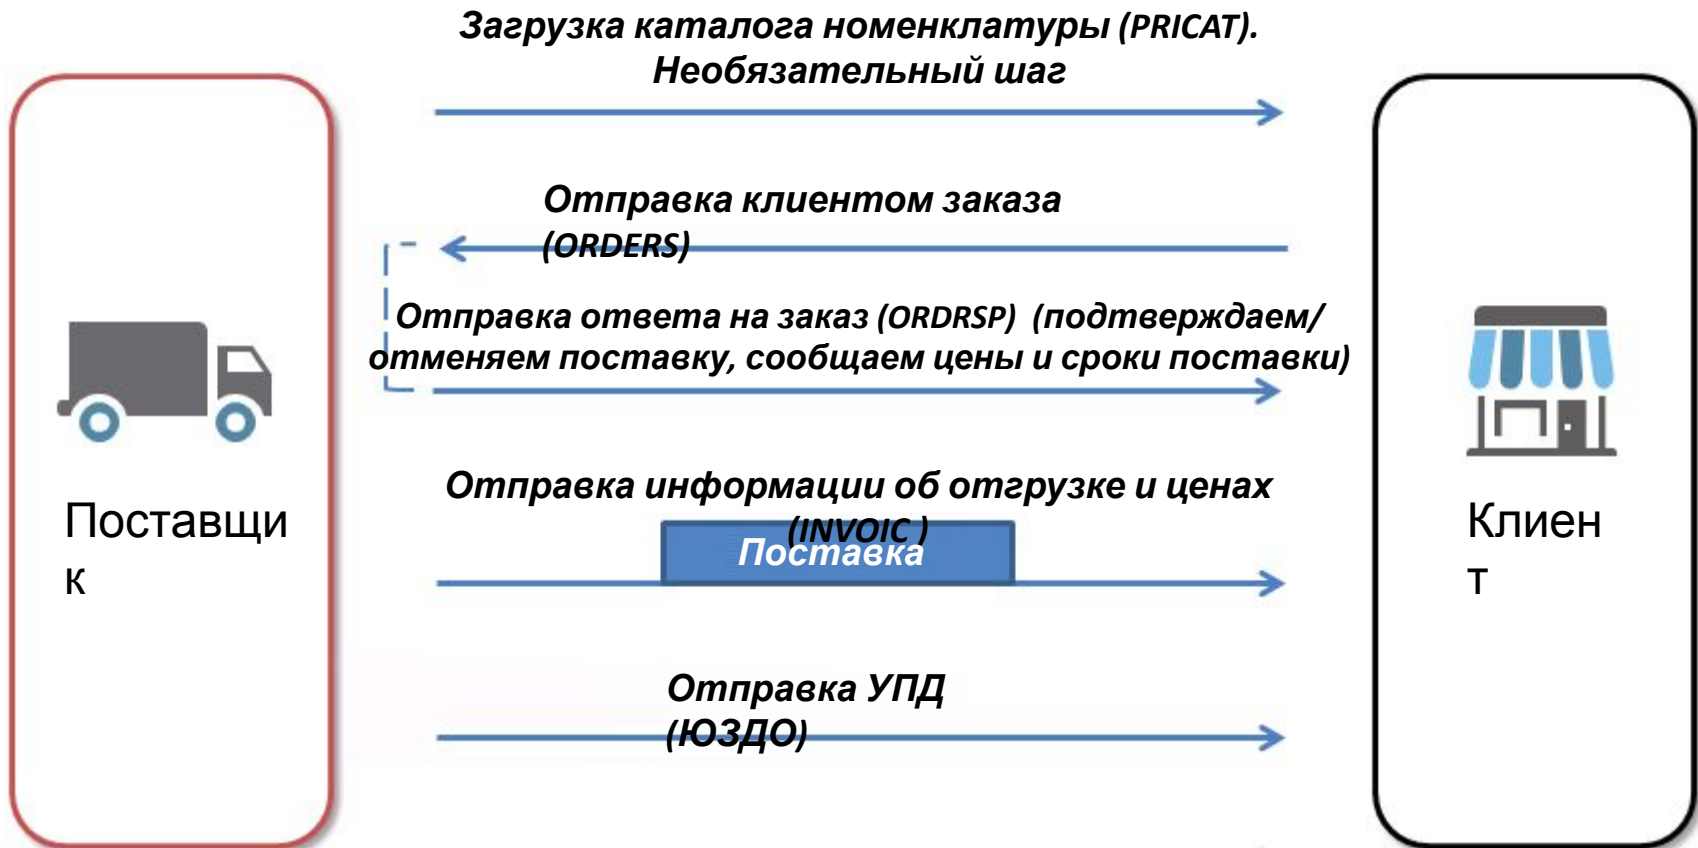 Загрузка каталога номенклатуры (PRICAT).
Необязательный шаг
Отправка клиентом заказа
(ORDERS)
Отправка ответа на заказ (ORDRSP) (подтверждаем/
отменяем поставку, сообщаем цены и сроки поставки)
Отправка информации об отгрузке и ценах
(INVOIC )
Поставка
Отправка УПД
(ЮЗДО)
Поставщи
к
Клиен
т